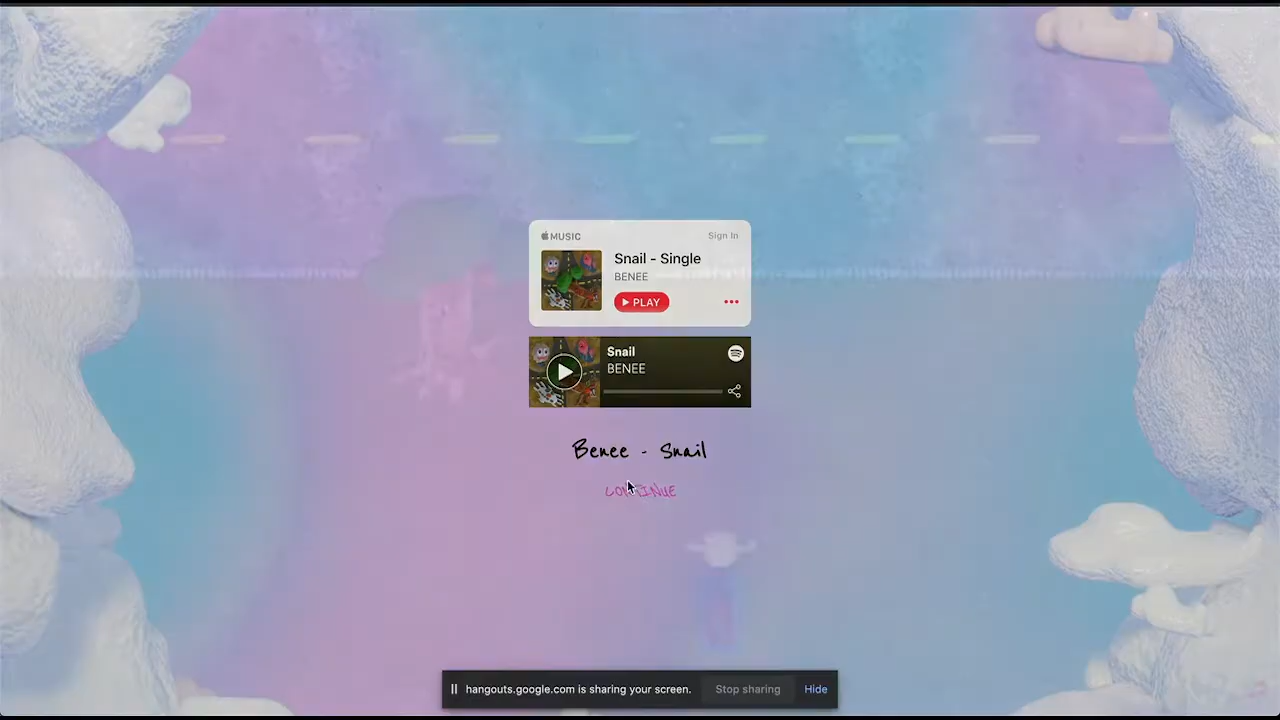 MUSIC
Sign In
Snail - Single
BENEE
PLAY
Snail
BENEE
Benee - Snail
CONTINUE
hangouts.google.com is sharing your screen.
Stop sharing
Hide